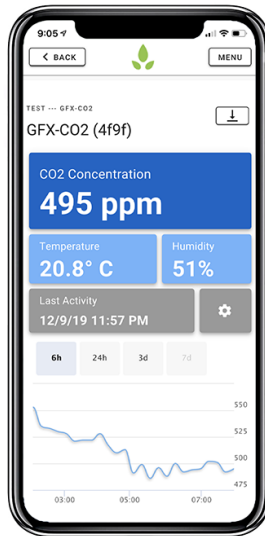 9:05
BACK
MENU
TEST --- GFX-CO2
GFX-CO2 (4f9f)
CO2 Concentration
495 ppm
Temperature
20.8° C
Humidity
51%
Last Activity
12/9/19 11:57 PM
6h 24h 3d 7d
550
525
500
475
03:00 05:00 07:00